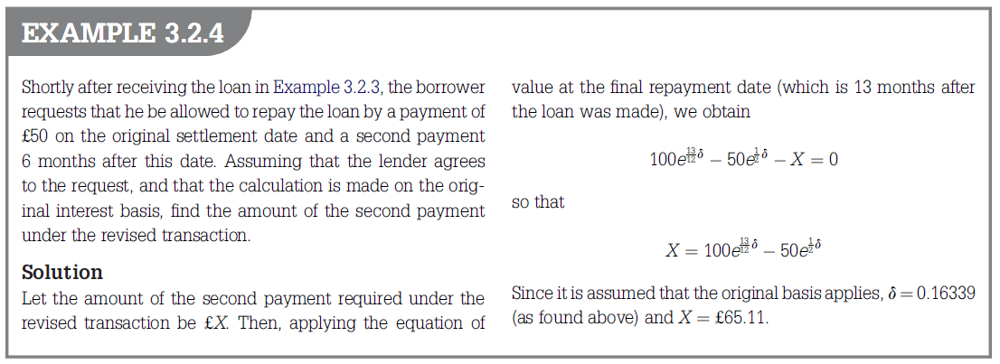 EXAMPLE 3.2.4
Shortly after receiving the loan in Example 3.2.3, the borrower
requests that he be allowed to repay the loan by a payment of
£50 on the original settlement date and a second payment
6 months after this date. Assuming that the lender agrees
to the request, and that the calculation is made on the orig-
inal interest basis, find the amount of the second payment
under the revised transaction.
Solution
Let the amount of the second payment required under the
revised transaction be £X. Then, applying the equation of
value at the final repayment date (which is 13 months after
the loan was made), we obtain
100e^{\frac{13}{12}δ} − 50e^{\frac{1}{2}δ} − X = 0
so that
X = 100e^{\frac{13}{12}δ} − 50e^{\frac{1}{2}δ}
Since it is assumed that the original basis applies, δ = 0.16339
(as found above) and X = £65.11.